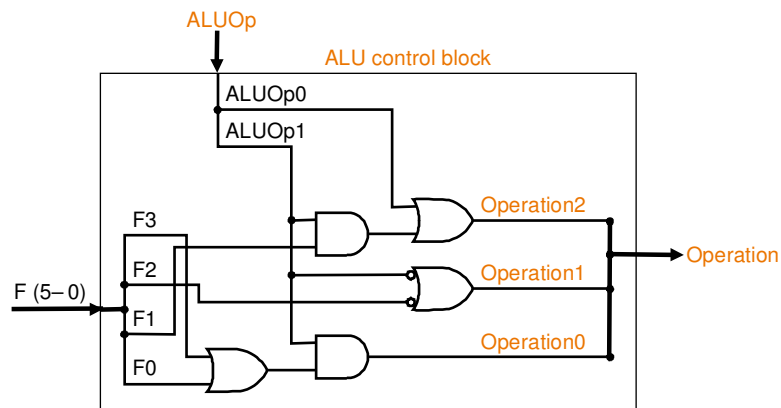 ALUOp
ALU control block
ALUOp0
ALUOp1
F3
Operation2
Operation
F2
Operation1
F (5–0)
F1
Operation0
F0